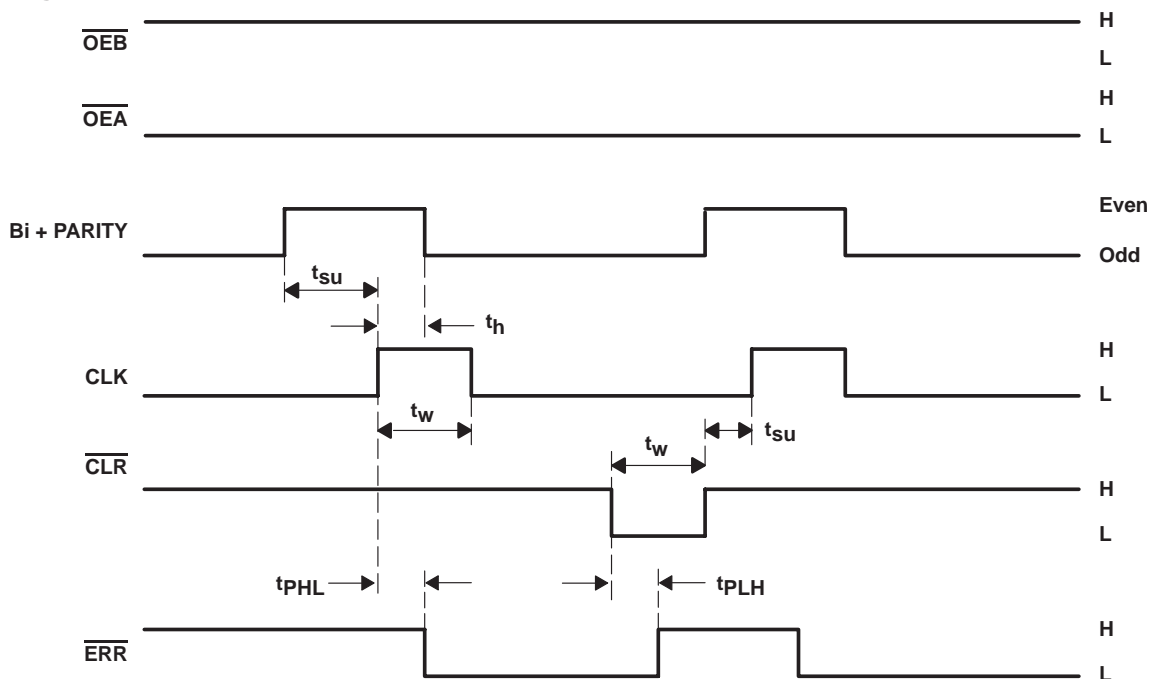 H
OEB
L
H
OEA
L
Even
Bi + PARITY
Odd
tsu
th
H
CLK
L
tw
tsu
tw
CLR
H
L
tPHL
tPLH
H
ERR
L